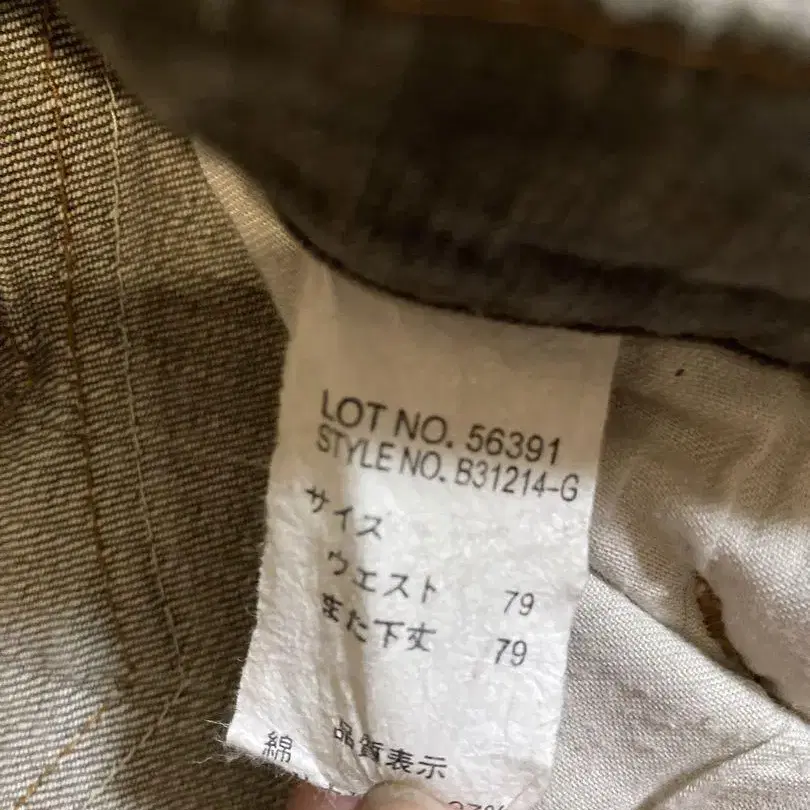 LOT NO. 56391
STYLE NO. B31214-G
サイズ
ウエスト 79
また下丈 79
品質表示
綿